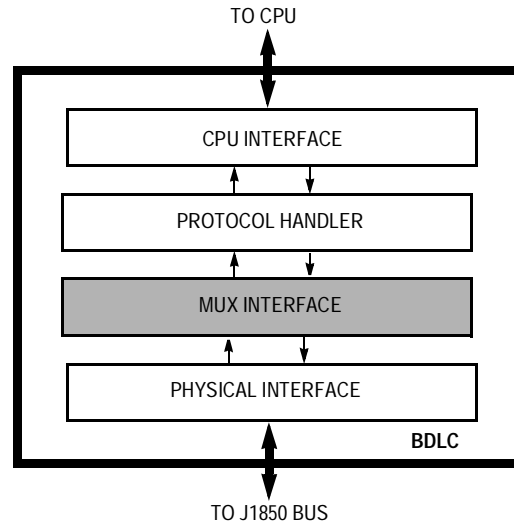 TO CPU
CPU INTERFACE
PROTOCOL HANDLER
MUX INTERFACE
PHYSICAL INTERFACE
BDLC
TO J1850 BUS